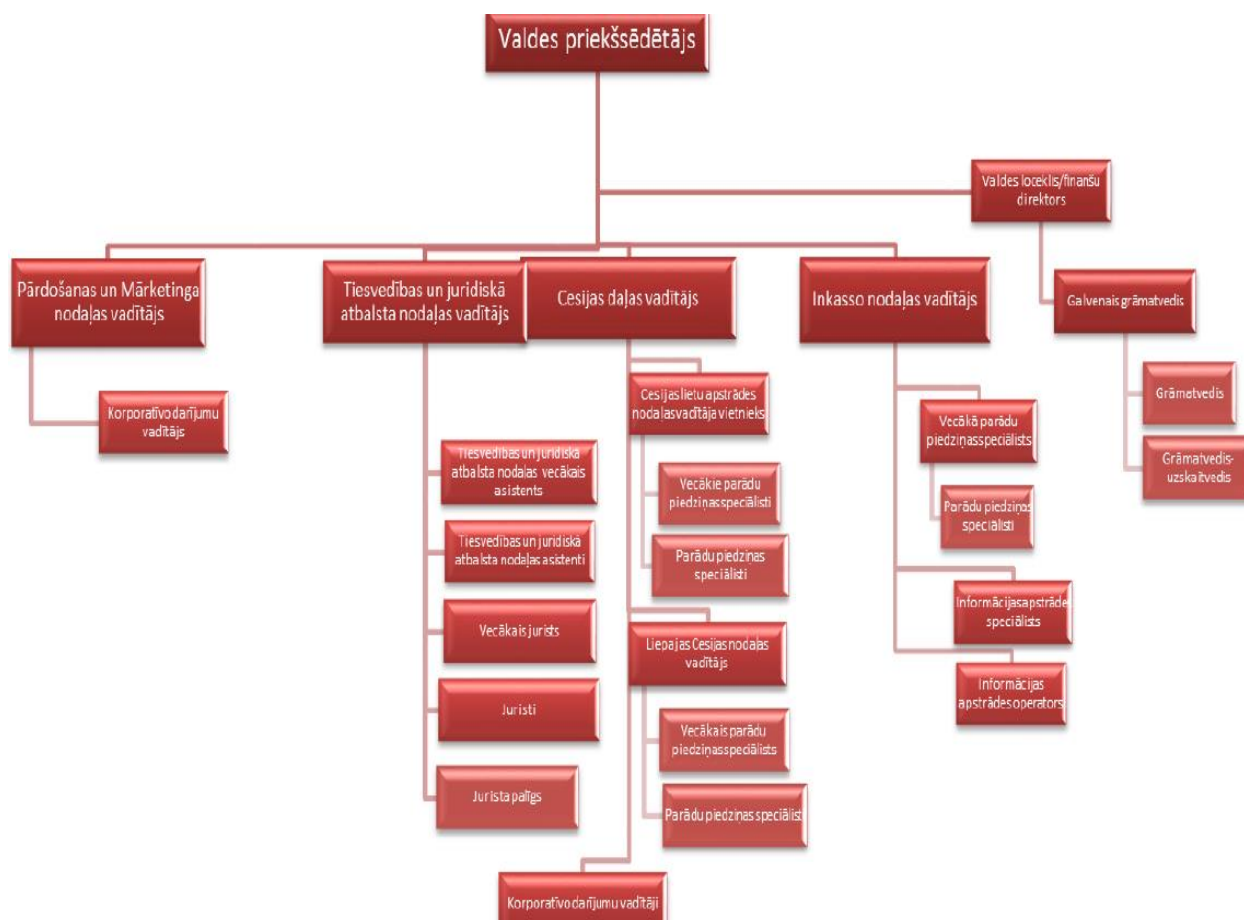 Valdes priekšsēdētājs
Valdes loceklis/finanšu
direktors
Pārdošanas un Mārketinga
nodaļas vadītājs
Tiesvedības un juridiskā
atbalsta nodaļas vadītājs
Cesijas daļas vadītājs
Inkasso nodaļas vadītājs
Galvenais grāmatvedis
Korporatīvo darījumu
vadītājs
Tiesvedības un juridiskā
atbalsta nodaļas vecākais
asistents
Tiesvedības un juridiskā
atbalsta nodaļas asistenti
Vecākais jurists
Juristi
Jurista palīgs
Cesijas lietu apstrādes
nodaļas vadītāja vietnieks
Vecākie parādu
piedziņas speciālisti
Parādu piedziņas
speciālisti
Liepajas Cesijas nodaļas
vadītājs
Vecākais parādu
piedziņas speciālists
Parādu piedziņas speciālist
Korporatīvo darījumu vadītāji
Vecākā parādu
piedziņas speciālists
Parādu piedziņas
speciālisti
Informācijas apstrādes
speciālists
Informācijas
apstrādes operators
Grāmatvedis
Grāmatvedis-
uzskaitvedis